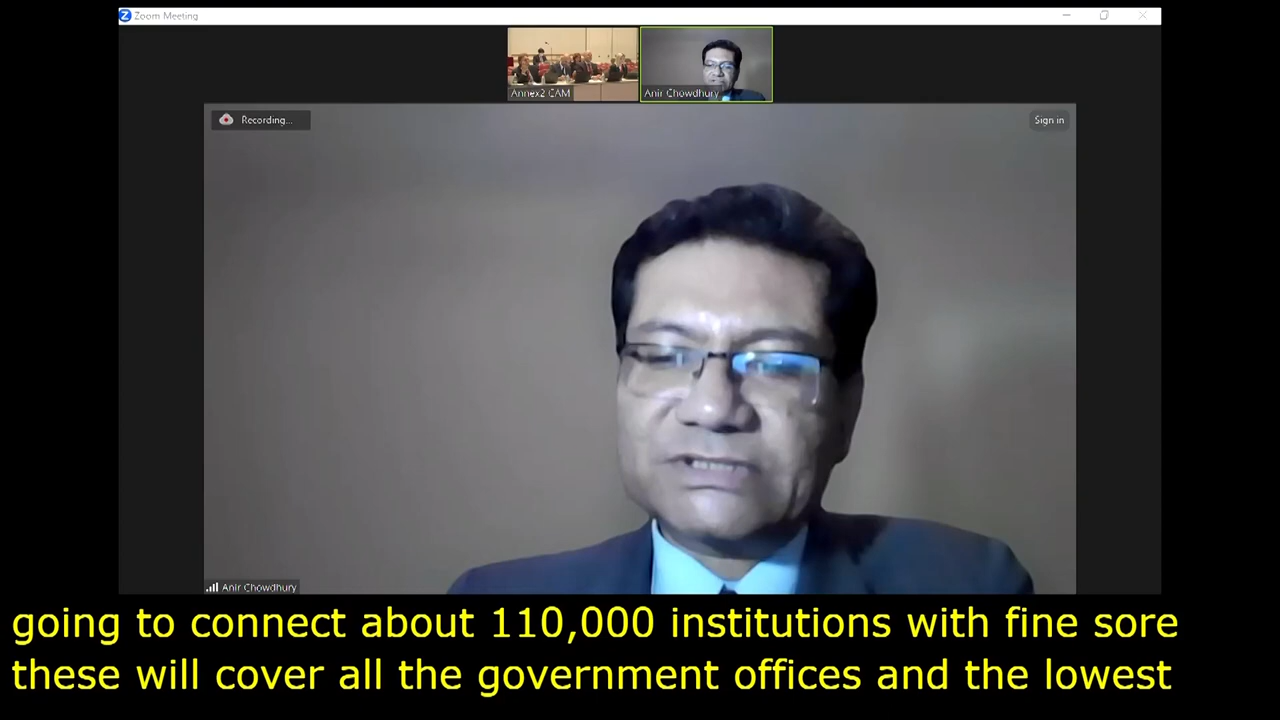 Zoom Meeting
Annex2 CAM
Anir Chowdhury
Recording...
Sign in
Anir Chowdhury
going to connect about 110,000 institutions with fine sore
these will cover all the government offices and the lowest